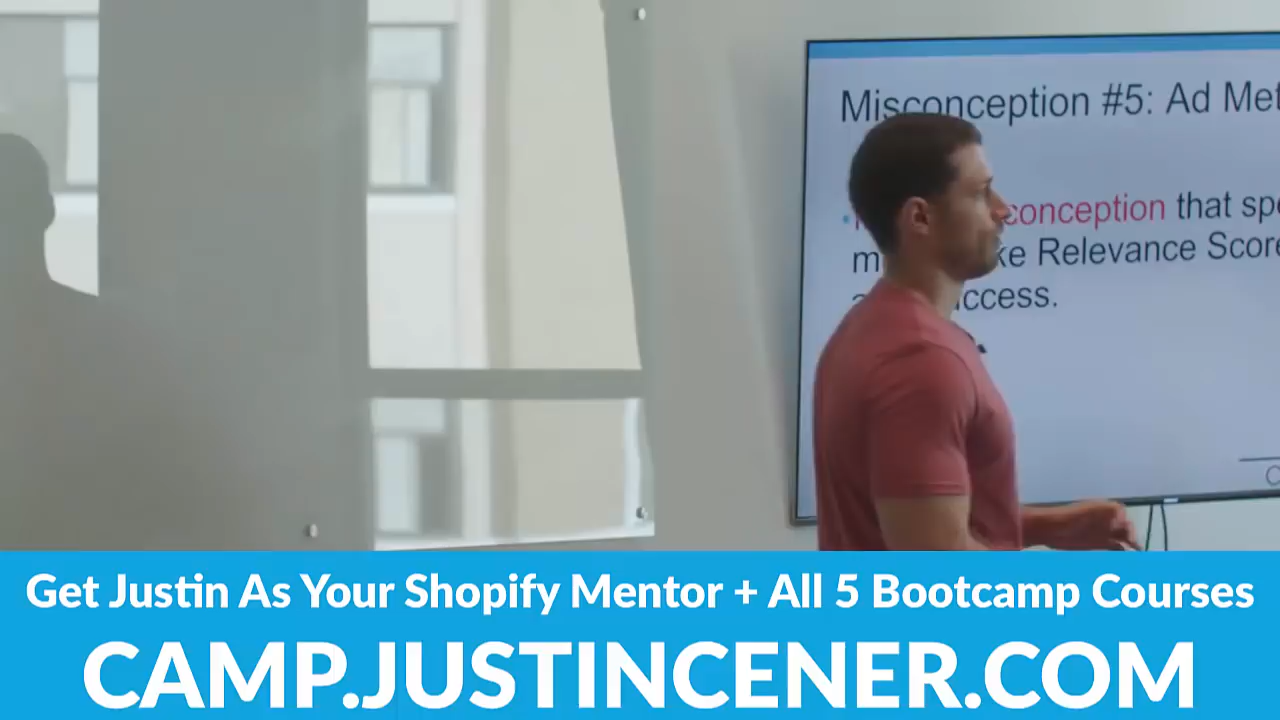 Misconception #5: Ad Met
conception that spe
ke Relevance Score
ccess.
Get Justin As Your Shopify Mentor + All 5 Bootcamp Courses
CAMP.JUSTINCENER.COM